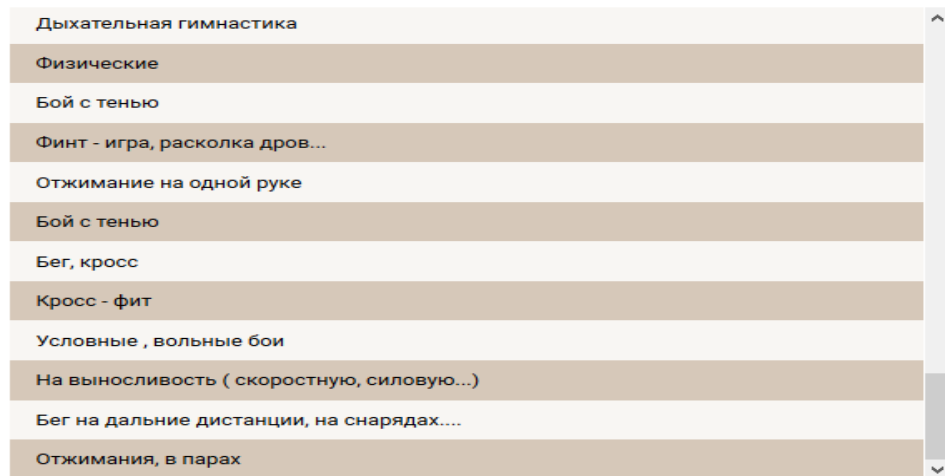 Дыхательная гимнастика
Физические
Бой с тенью
Финт - игра, расколка дров...
Отжимание на одной руке
Бой с тенью
Бег, кросс
Кросс - фит
Условные , вольные бои
На выносливость ( скоростную, силовую...)
Бег на дальние дистанции, на снарядах....
Отжимания, в парах